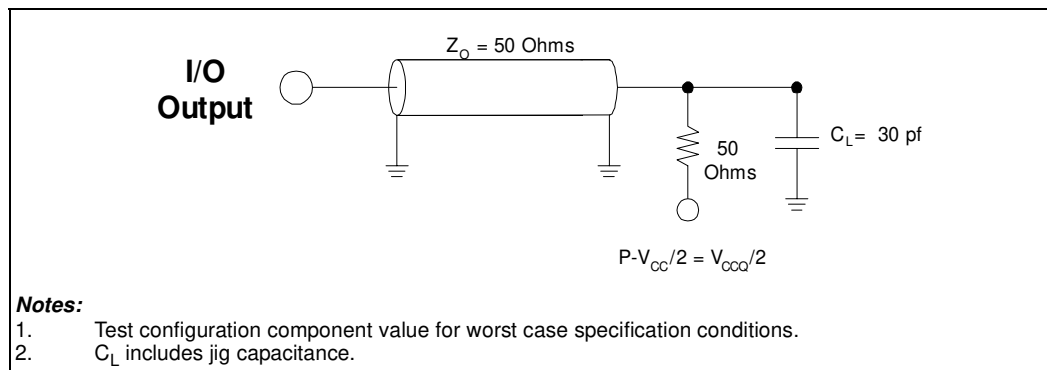 Z_O = 50 Ohms
I/O
Output
C_L = 30 pf
50
Ohms
P-V_CC/2 = V_CCQ/2
Notes:
1. Test configuration component value for worst case specification conditions.
2. C_L includes jig capacitance.